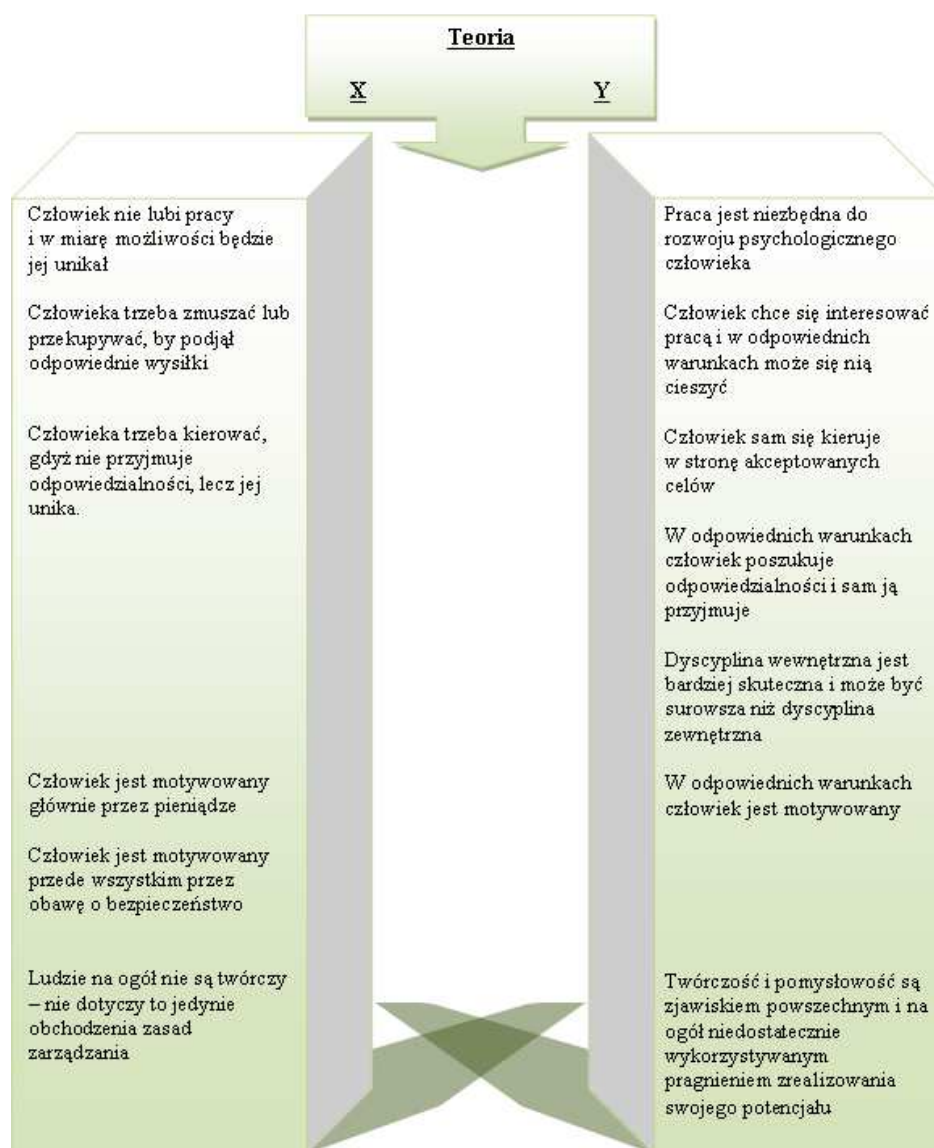 Teoria
X Y
Człowiek nie lubi pracy
i w miarę możliwości będzie
jej unikał
Człowieka trzeba zmuszać lub
przekupywać, by podjął
odpowiednie wysiłki
Człowieka trzeba kierować,
gdyż nie przyjmuje
odpowiedzialności, lecz jej
unika.
Człowiek jest motywowany
głównie przez pieniądze
Człowiek jest motywowany
przede wszystkim przez
obawę o bezpieczeństwo
Ludzie na ogół nie są twórczy
– nie dotyczy to jedynie
obchodzenia zasad
zarządzania
Praca jest niezbędna do
rozwoju psychologicznego
człowieka
Człowiek chce się interesować
pracą i w odpowiednich
warunkach może się nią
cieszyć
Człowiek sam się kieruje
w stronę akceptowanych
celów
W odpowiednich warunkach
człowiek poszukuje
odpowiedzialności i sam ją
przyjmuje
Dyscyplina wewnętrzna jest
bardziej skuteczna i może być
surowsza niż dyscyplina
zewnętrzna
W odpowiednich warunkach
człowiek jest motywowany
Twórczość i pomysłowość są
zjawiskiem powszechnym i na
ogół niedostatecznie
wykorzystywanym
pragnieniem zrealizowania
swojego potencjału